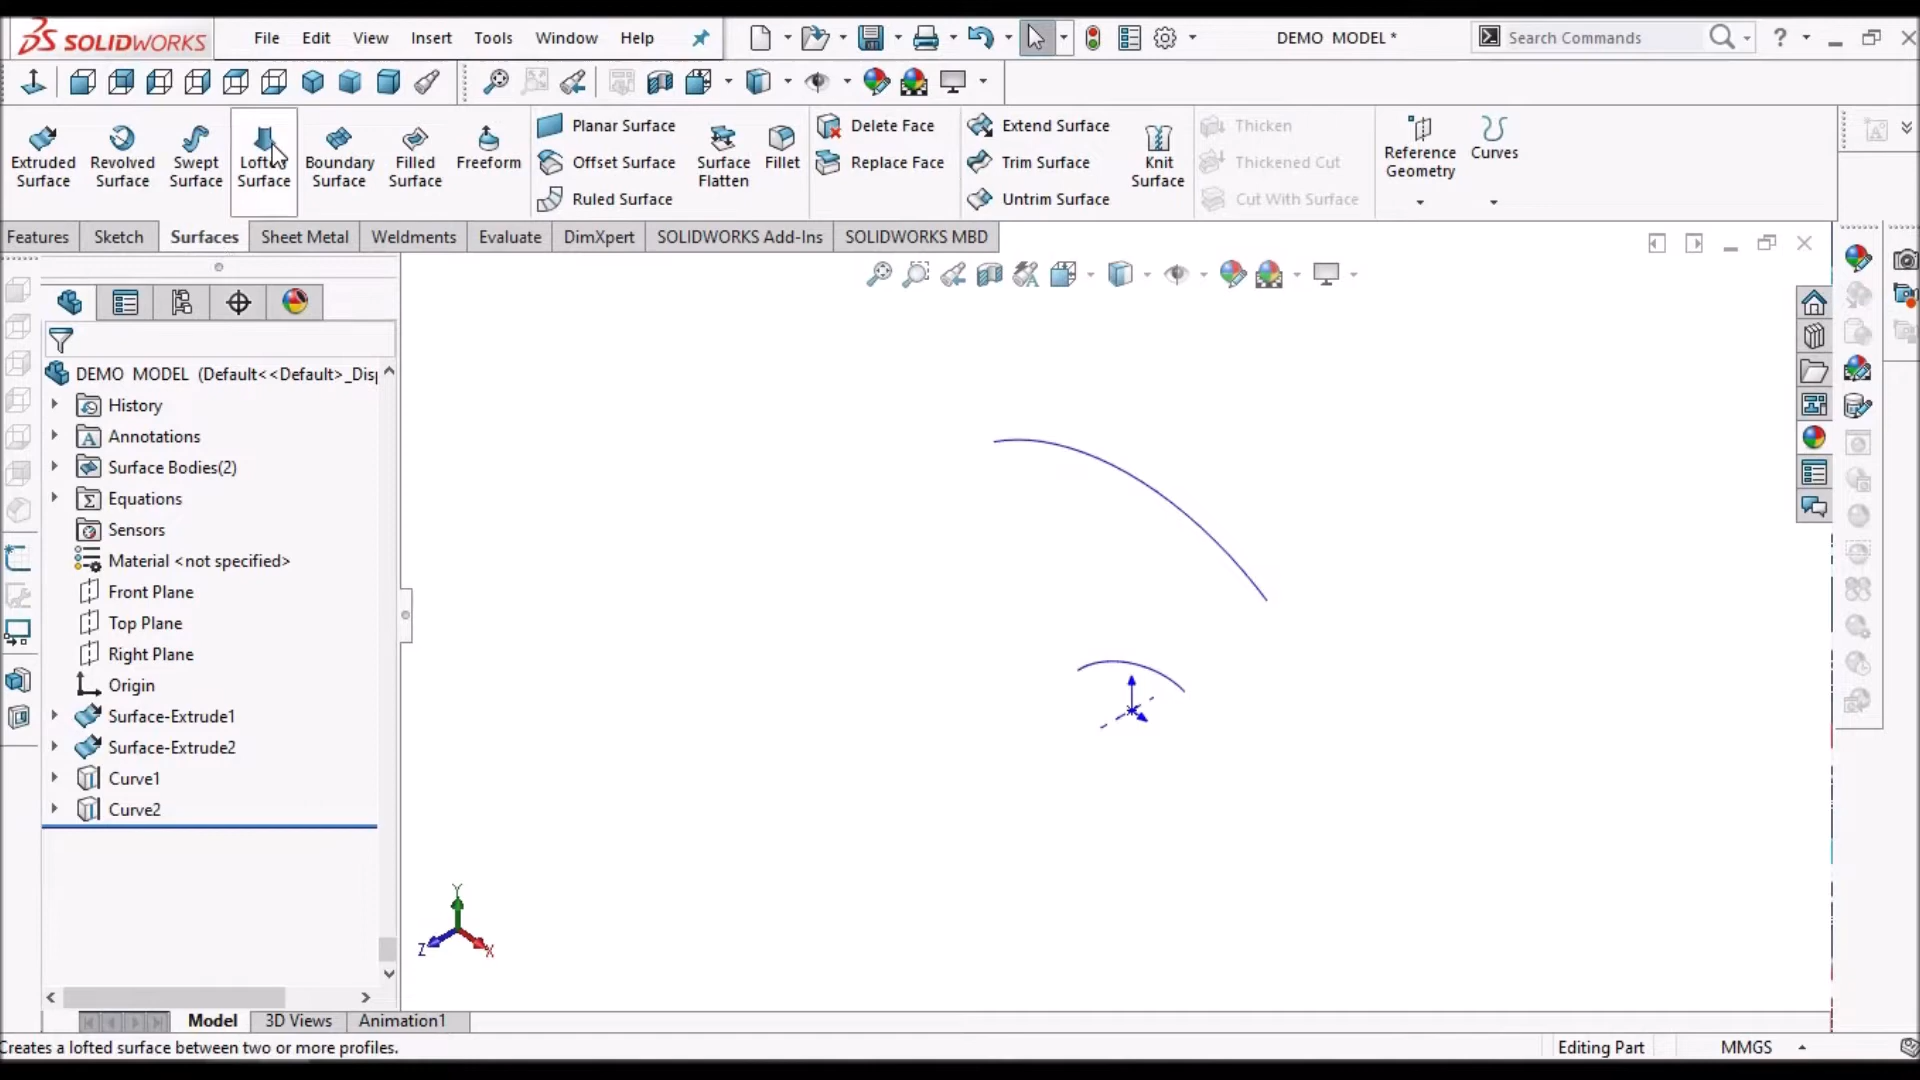 SOLIDWORKS File Edit View Insert Tools Window Help DEMO MODEL * Search Commands ?
Extruded Surface
Revolved Surface
Swept Surface
Surface
Boundary Surface
Filled Surface
Freeform
Planar Surface
Offset Surface
Ruled Surface
Surface Flatten
Fillet
Delete Face
Replace Face
Extend Surface
Trim Surface
Untrim Surface
Knit Surface
Thicken
Thickened Cut
Cut With Surface
Reference Geometry
Curves
Features Sketch Surfaces Sheet Metal Weldments Evaluate DimXpert SOLIDWORKS Add-Ins SOLIDWORKS MBD
DEMO MODEL (Default<<Default>_Disp
History
Annotations
Surface Bodies(2)
Equations
Sensors
Material <not specified>
Front Plane
Top Plane
Right Plane
Origin
Surface-Extrude1
Surface-Extrude2
Curve1
Curve2
Y
Z
X
Model 3D Views Animation1
Creates a lofted surface between two or more profiles. Editing Part MMGS